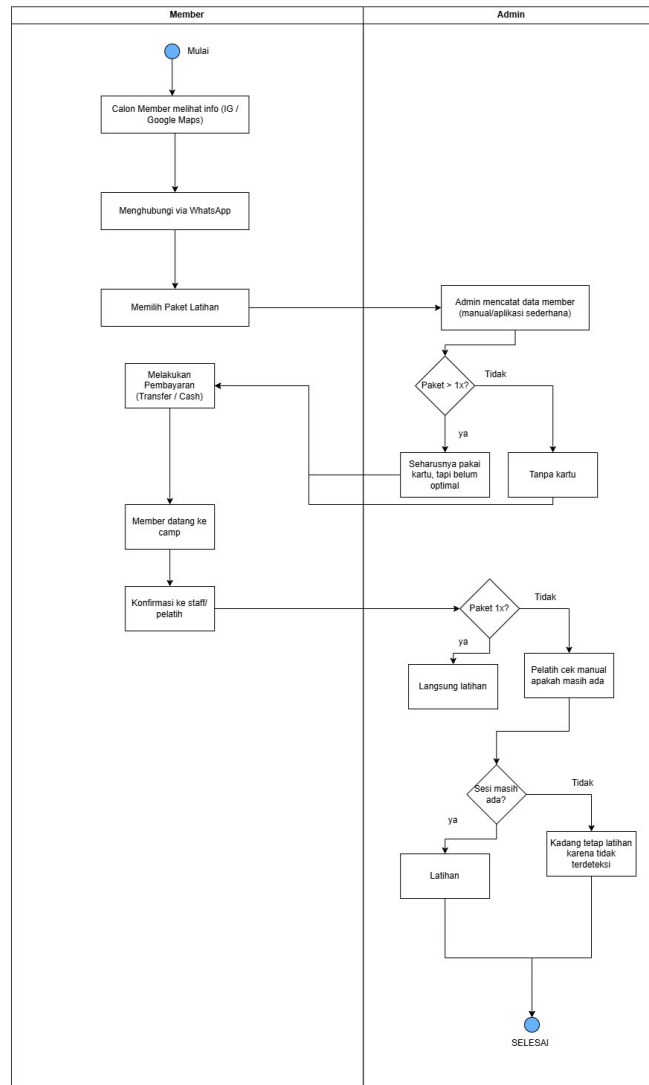 Member
Admin
Mulai
Calon Member melihat info (IG /
Google Maps)
Menghubungi via WhatsApp
Memilih Paket Latihan
Admin mencatat data member
(manual/aplikasi sederhana)
Melakukan
Pembayaran
(Transfer / Cash)
Paket > 1x?
Tidak
ya
Seharusnya pakai
kartu, tapi belum
optimal
Tanpa kartu
Member datang ke
camp
Konfirmasi ke staff/
pelatih
Paket 1x?
Tidak
ya
Langsung latihan
Pelatih cek manual
apakah masih ada
Sesi masih
ada?
Tidak
ya
Latihan
Kadang tetap latihan
karena tidak
terdeteksi
SELESAI